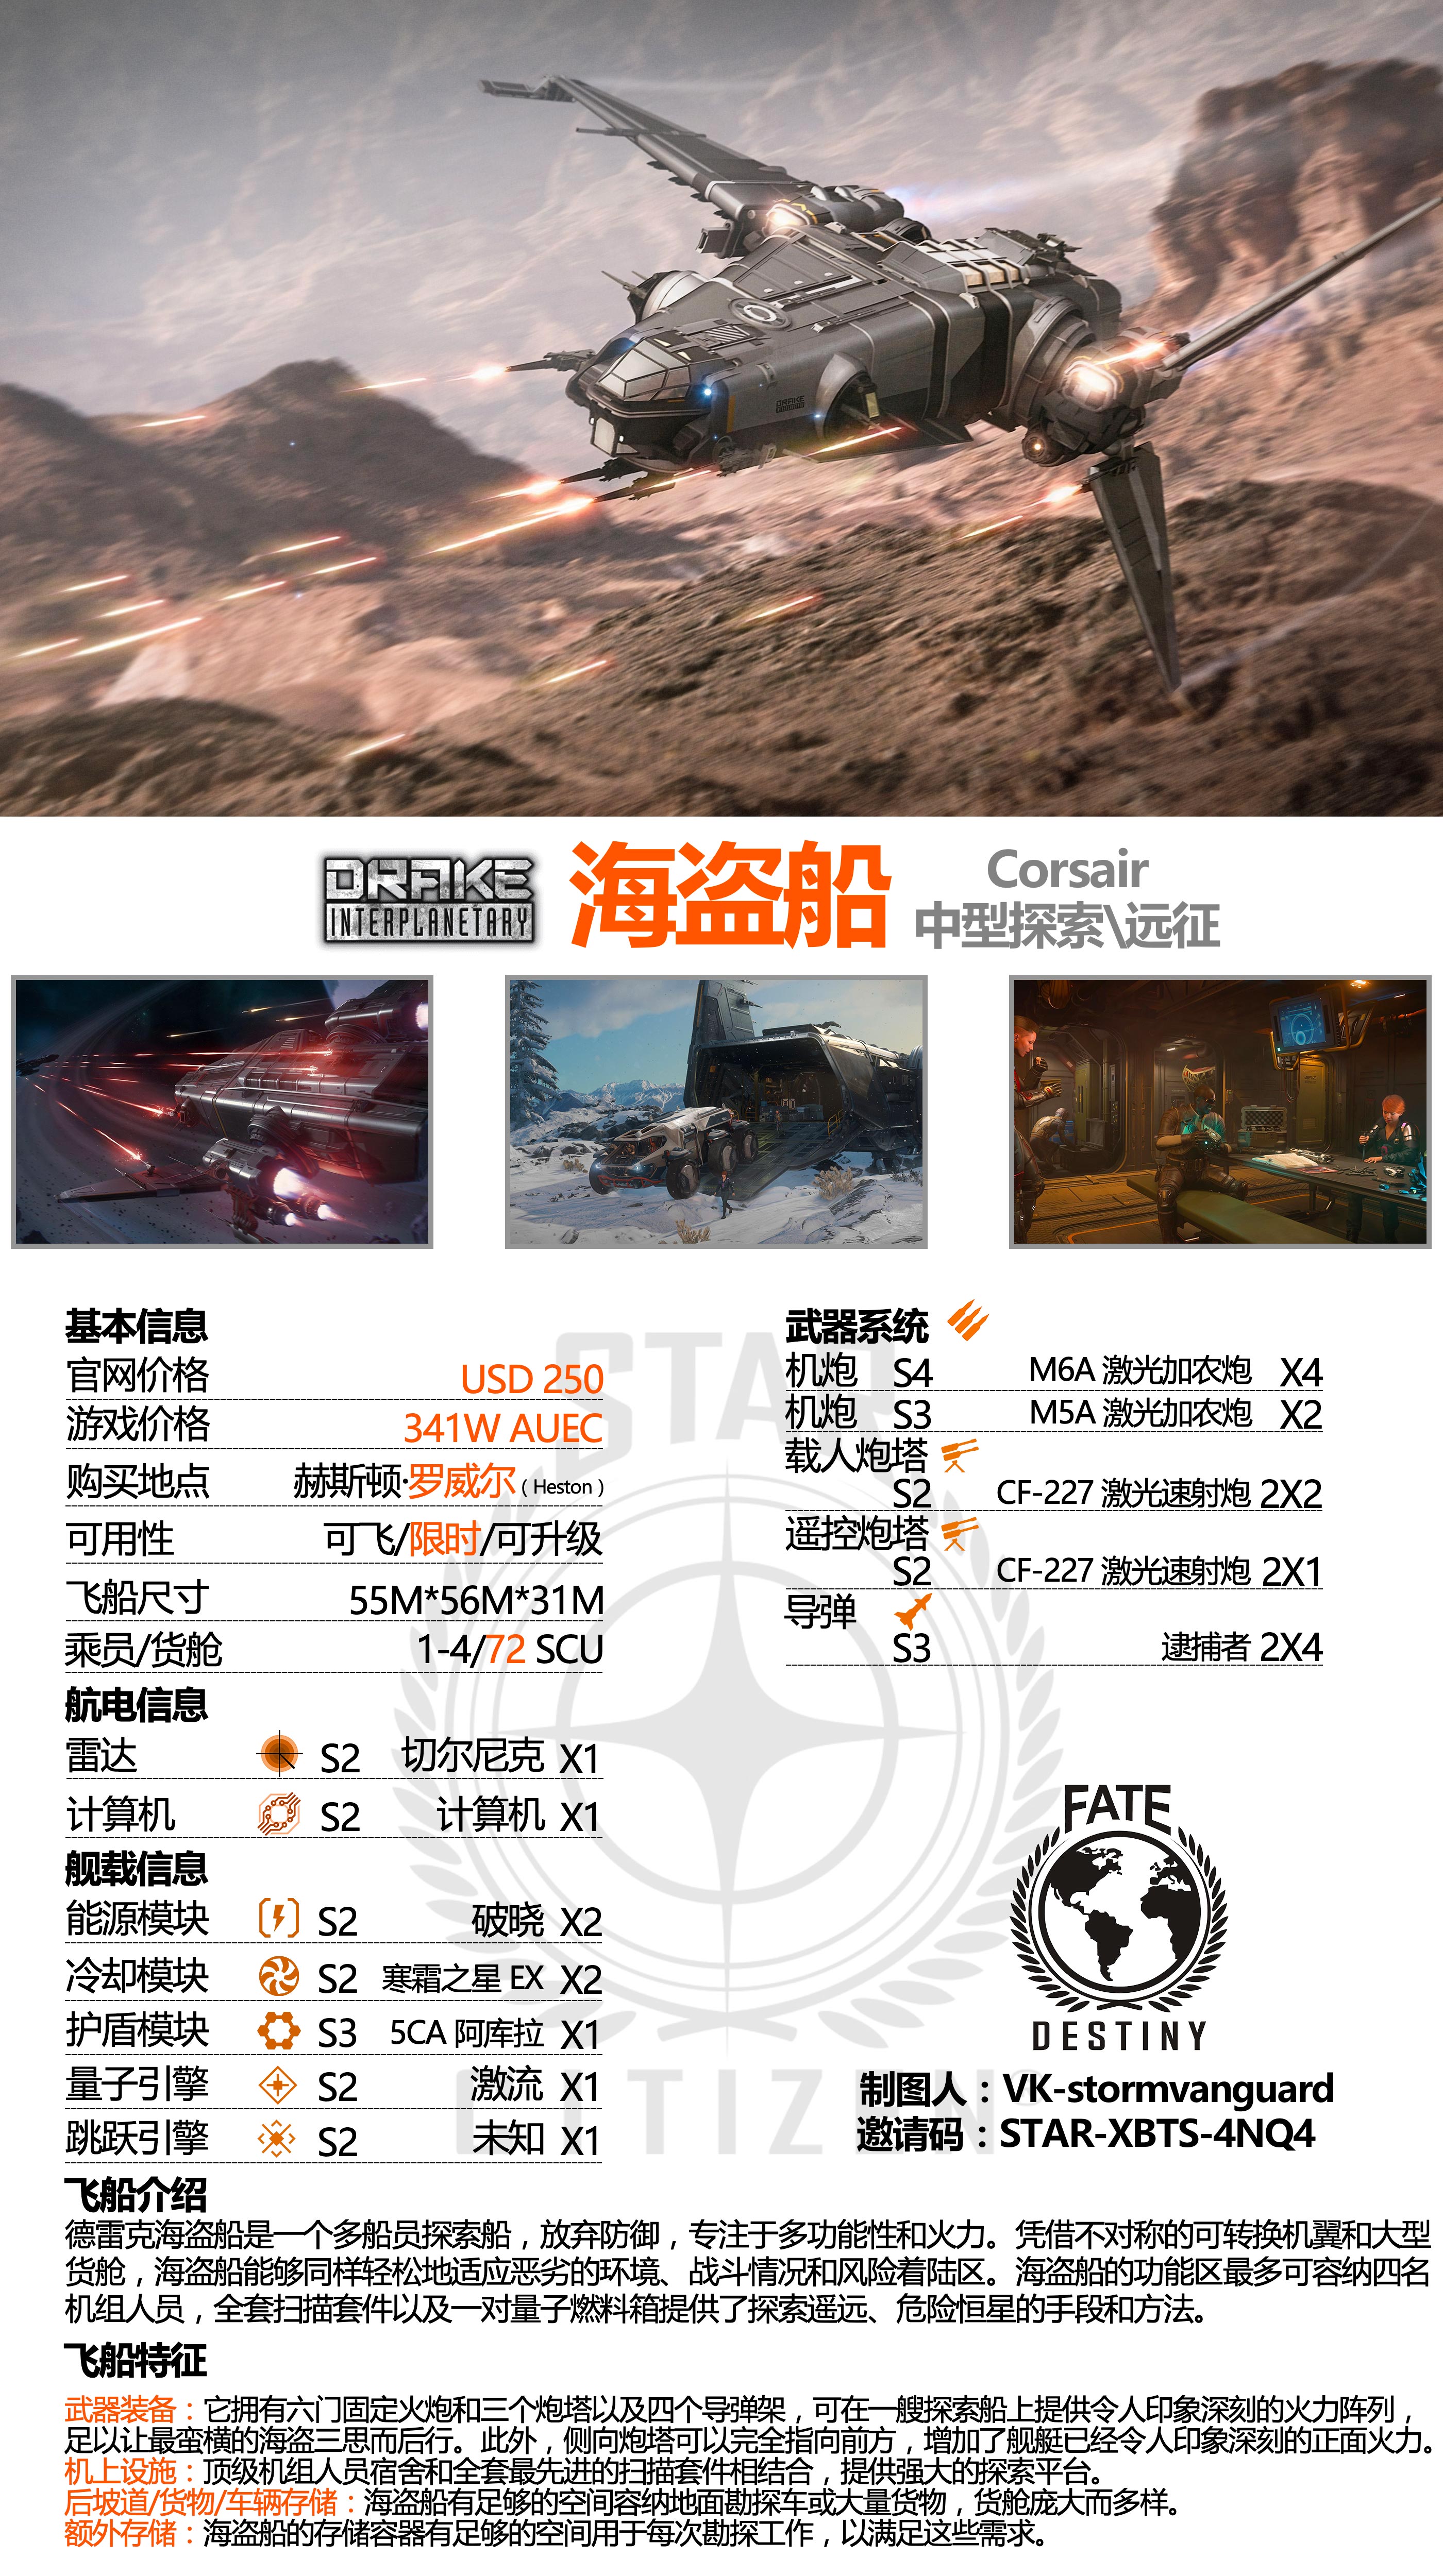 DRAKE
DRAKE
INTERPLANETARY
海盗船
Corsair
中型探索\远征
基本信息
官网价格 USD 250
游戏价格 341W AUEC
购买地点 赫斯顿·罗威尔（Heston）
可用性 可飞/限时/可升级
飞船尺寸 55M*56M*31M
乘员/货舱 1-4/72 SCU
航电信息
雷达 S2 切尔尼克 X1
计算机 S2 计算机 X1
舰载信息
能源模块 S2 破晓 X2
冷却模块 S2 寒霜之星 EX X2
护盾模块 S3 5CA 阿库拉 X1
量子引擎 S2 激流 X1
跳跃引擎 S2 未知 X1
武器系统
机炮 S4 M6A 激光加农炮 X4
机炮 S3 M5A 激光加农炮 X2
载人炮塔
S2 CF-227 激光速射炮 2X2
遥控炮塔
S2 CF-227 激光速射炮 2X1
导弹
S3 逮捕者 2X4
STAR
CITIZEN
FATE
DESTINY
制图人：VK-stormvanguard
邀请码：STAR-XBTS-4NQ4
飞船介绍
德雷克海盗船是一个多船员探索船，放弃防御，专注于多功能性和火力。凭借不对称的可转换机翼和大型
货舱，海盗船能够同样轻松地适应恶劣的环境、战斗情况和风险着陆区。海盗船的功能区最多可容纳四名
机组人员，全套扫描套件以及一对量子燃料箱提供了探索遥远、危险恒星的手段和方法。
飞船特征
武器装备：它拥有六门固定火炮和三个炮塔以及四个导弹架，可在一艘探索船上提供令人印象深刻的火力阵列，
足以让最蛮横的海盗三思而后行。此外，侧向炮塔可以完全指向前方，增加了舰艇已经令人印象深刻的正面火力。
机上设施：顶级机组人员宿舍和全套最先进的扫描套件相结合，提供强大的探索平台。
后坡道/货物/车辆存储：海盗船有足够的空间容纳地面勘探车或大量货物，货舱庞大而多样。
额外存储：海盗船的存储容器有足够的空间用于每次勘探工作，以满足这些需求。